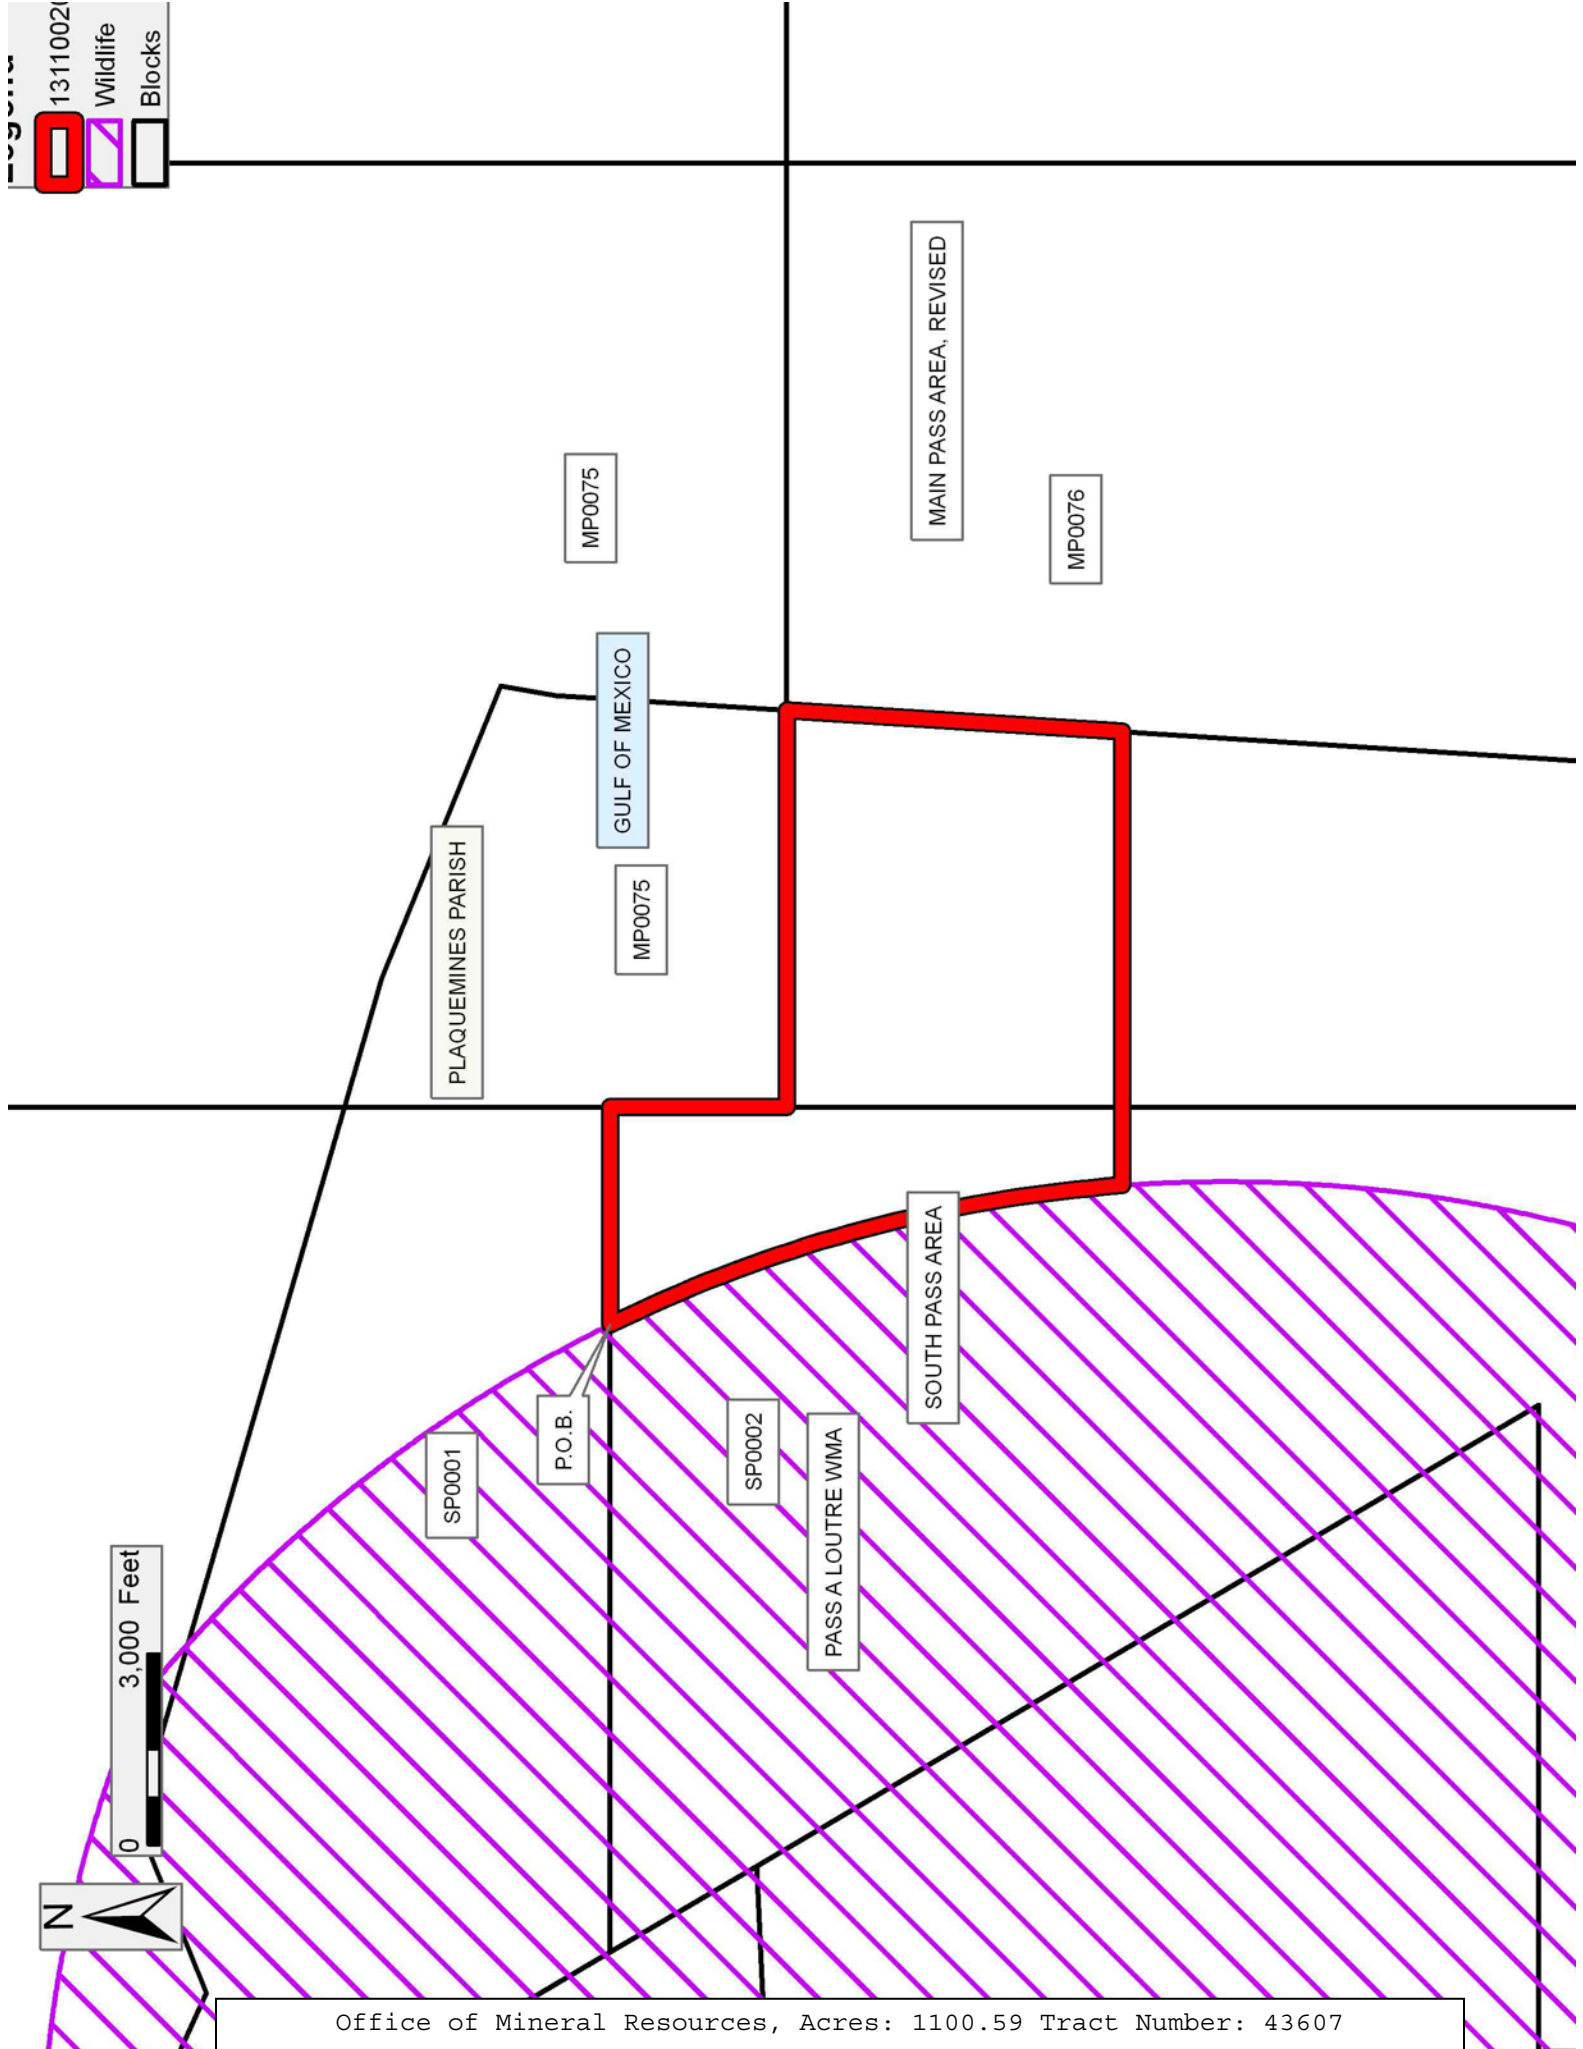 13110020
Wildlife
Blocks
MAIN PASS AREA, REVISED
MP0075
MP0076
GULF OF MEXICO
PLAQUEMINES PARISH
MP0075
SOUTH PASS AREA
P.O.B.
SP0001
SP0002
PASS A LOUTRE WMA
0 3,000 Feet
N
Office of Mineral Resources, Acres: 1100.59 Tract Number: 43607